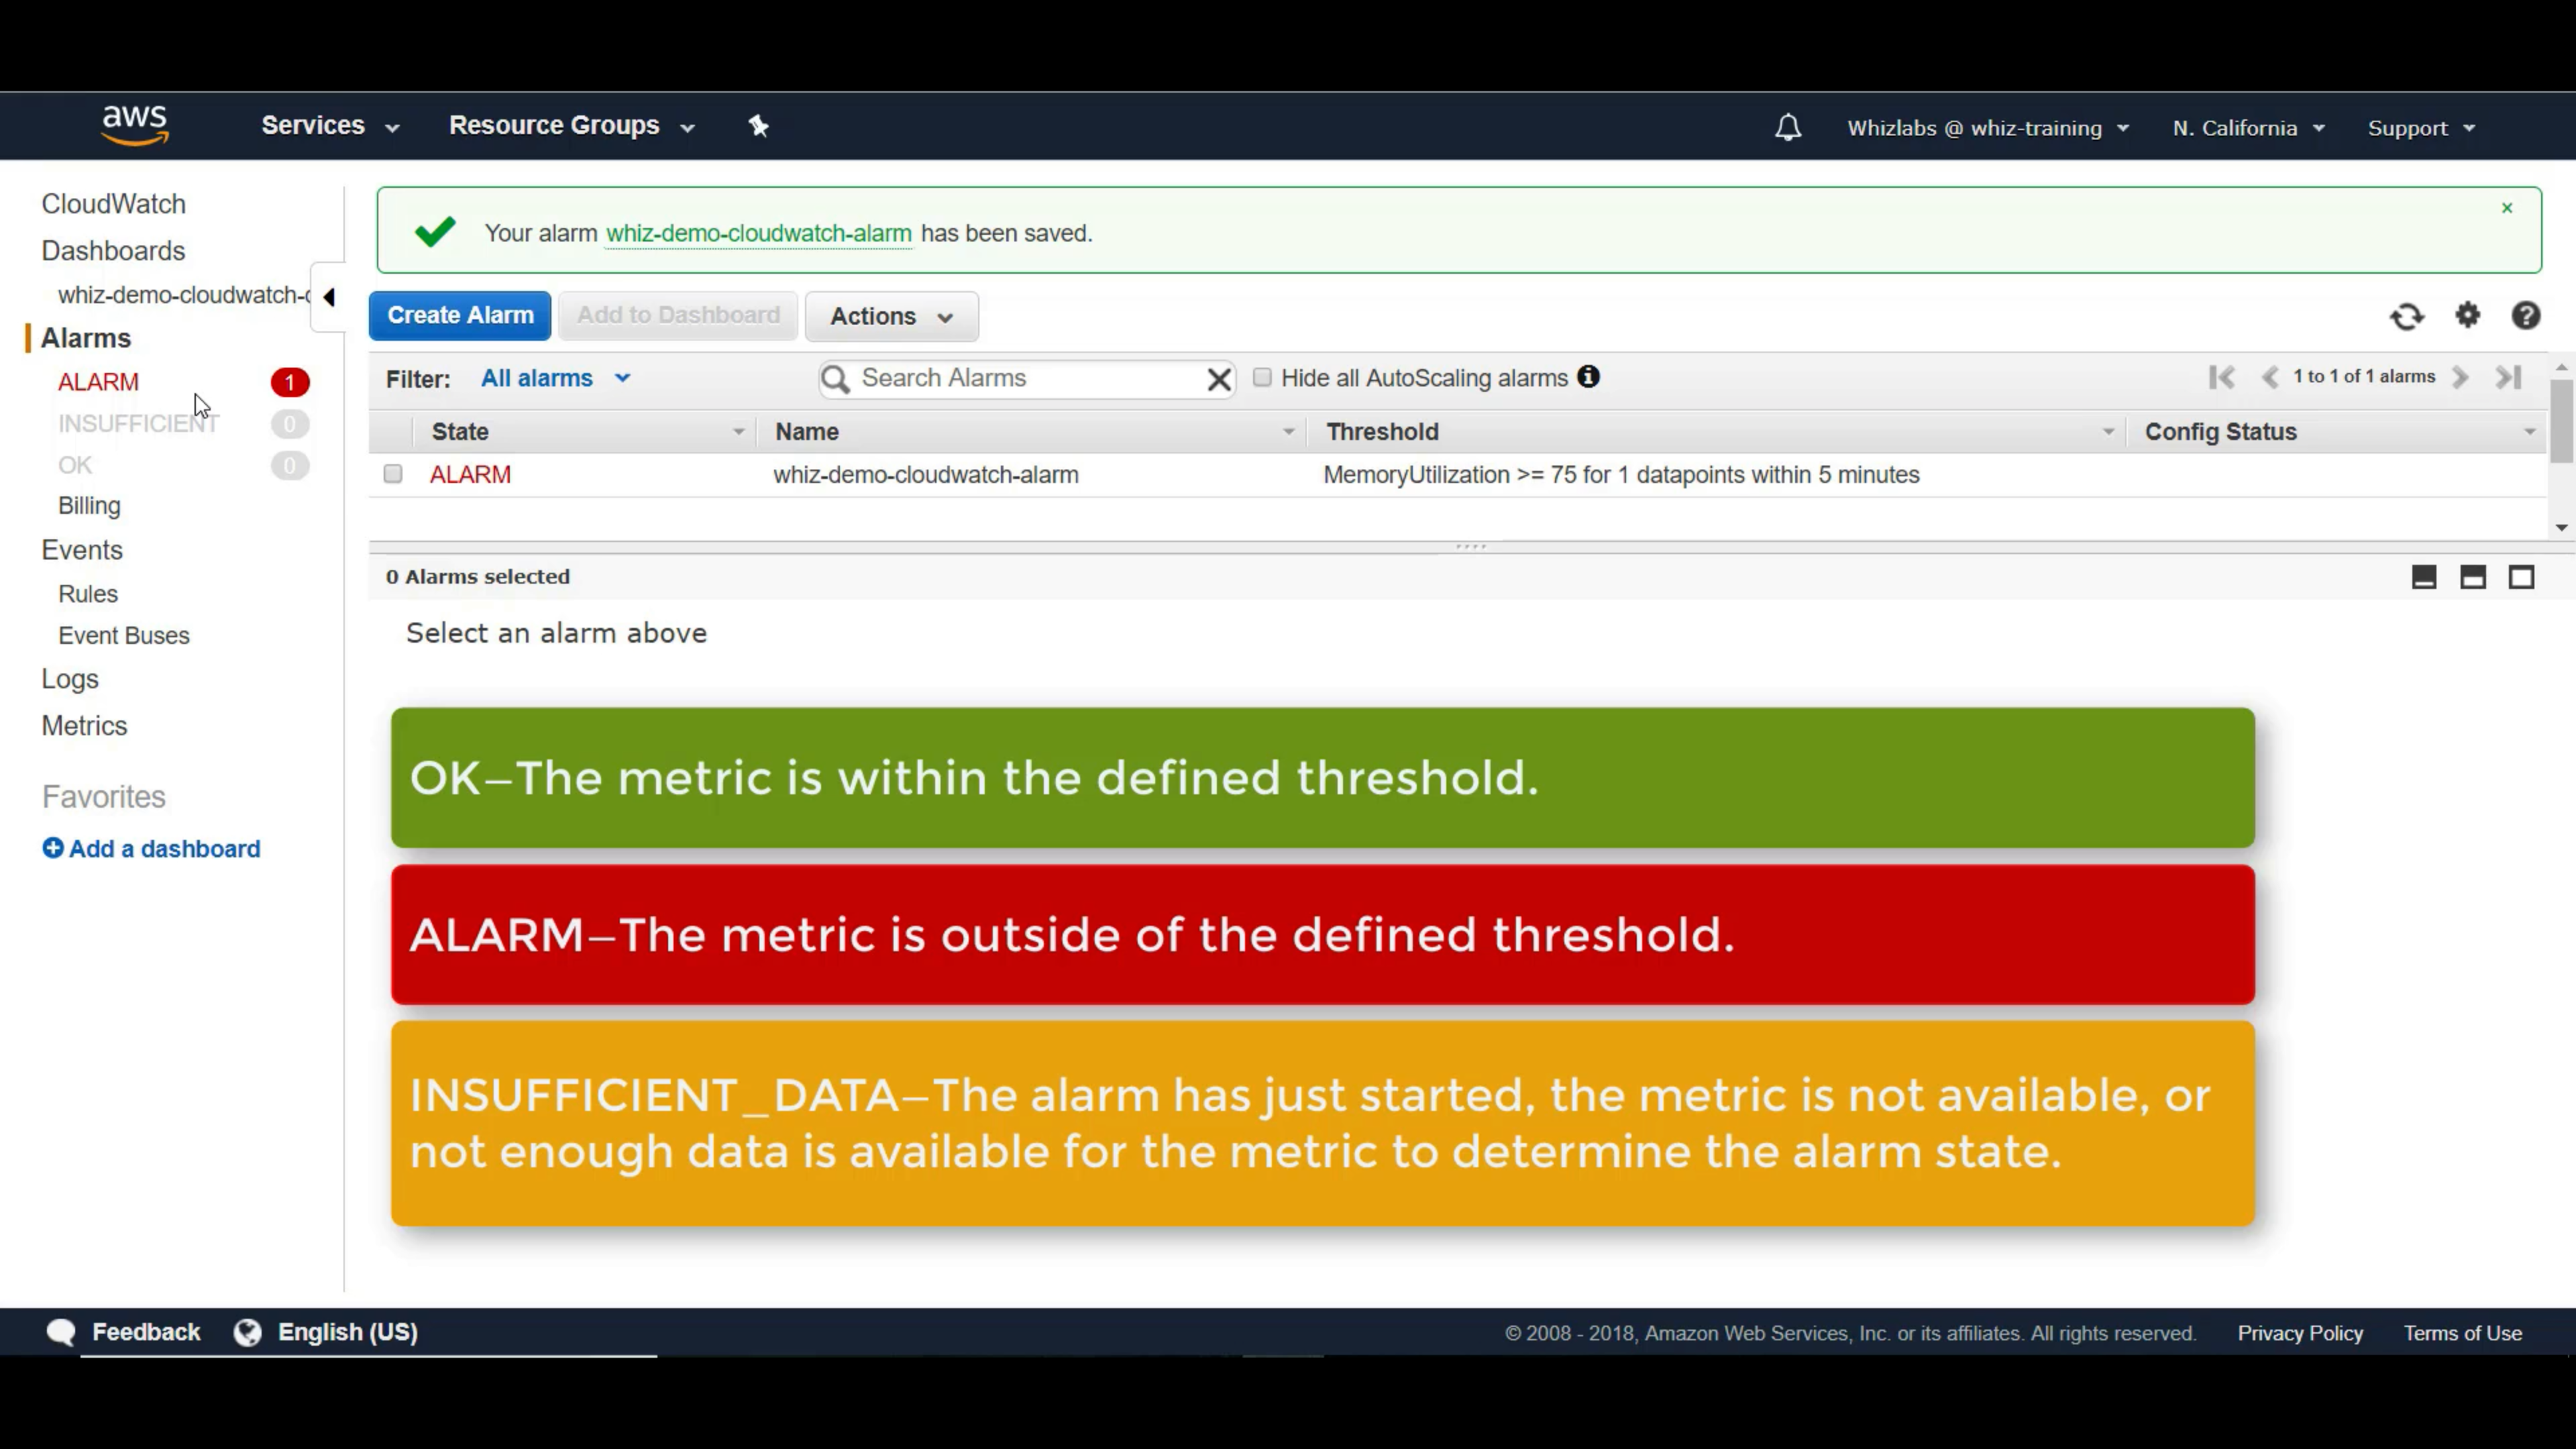 aws Services Resource Groups Whizlabs @ whiz-training N. California Support
CloudWatch
Dashboards
whiz-demo-cloudwatch-
Alarms
ALARM 1
INSUFFICIENT 0
OK 0
Billing
Events
Rules
Event Buses
Logs
Metrics
Favorites
Add a dashboard
Your alarm whiz-demo-cloudwatch-alarm has been saved.
×
Create Alarm Add to Dashboard Actions
Filter: All alarms Search Alarms Hide all AutoScaling alarms 1 to 1 of 1 alarms
State Name Threshold Config Status
ALARM whiz-demo-cloudwatch-alarm MemoryUtilization >= 75 for 1 datapoints within 5 minutes
0 Alarms selected
Select an alarm above
OK–The metric is within the defined threshold.
ALARM–The metric is outside of the defined threshold.
INSUFFICIENT_DATA–The alarm has just started, the metric is not available, or
not enough data is available for the metric to determine the alarm state.
Feedback English (US) © 2008 - 2018, Amazon Web Services, Inc. or its affiliates. All rights reserved. Privacy Policy Terms of Use